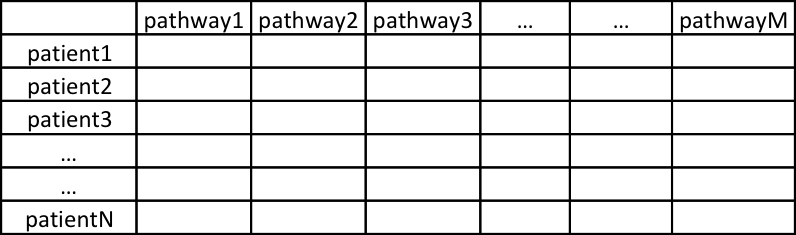 pathway1 pathway2 pathway3 ... ... pathwayM
patient1
patient2
patient3
...
...
patientN